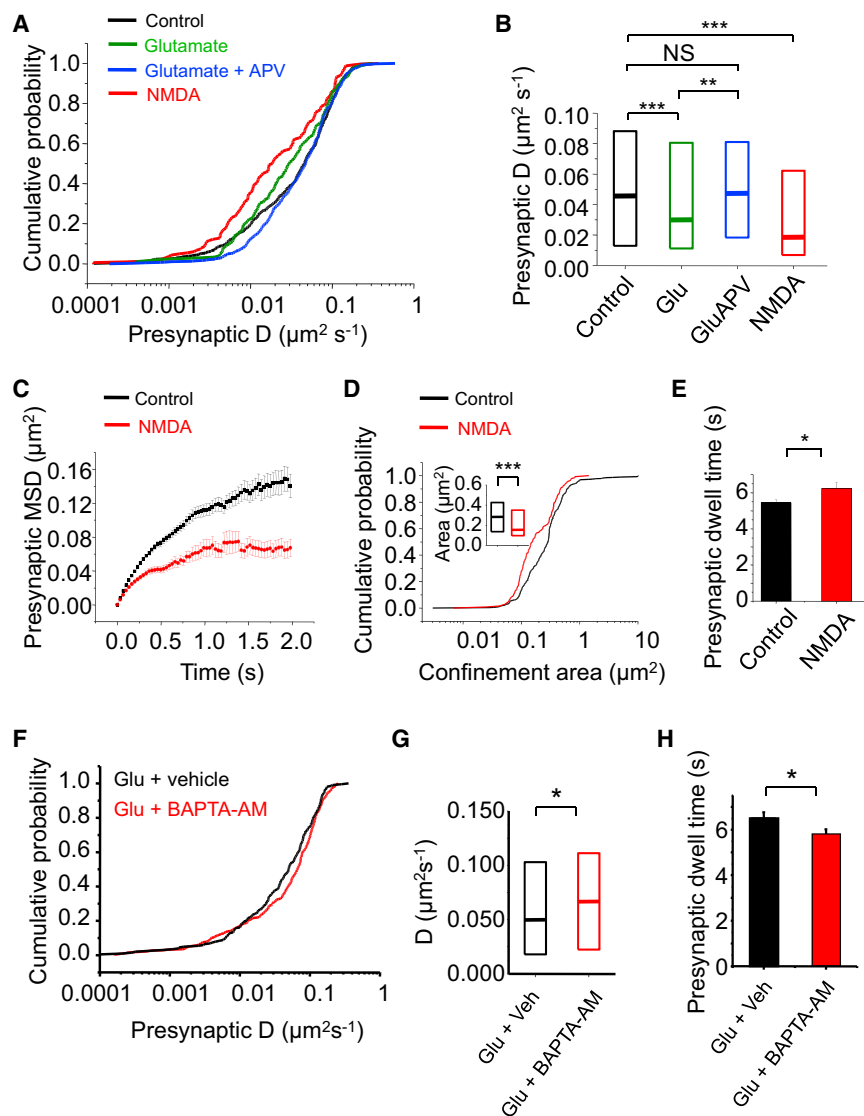 A
Control
Glutamate
Glutamate + APV
NMDA
Cumulative probability
1.0
0.8
0.6
0.4
0.2
0.0
0.0001
0.01
0.1
1
Presynaptic D (µm² s⁻¹)
B
***
NS
**
***
Presynaptic D (µm² s⁻¹)
0.10
0.08
0.06
0.04
0.02
0.00
Control
Glu
GluAPV
NMDA
C
Control
NMDA
Presynaptic MSD (µm²)
0.16
0.12
0.08
0.04
0.00
0.0
0.5
1.0
1.5
2.0
Time (s)
D
Control
NMDA
Cumulative probability
1.0
0.8
0.6
0.4
0.2
0.0
***
Area (µm²)
0.6
0.4
0.2
0.0
0.01
0.1
1
10
Confinement area (µm²)
E
*
Presynaptic dwell time (s)
6
4
2
0
Control
NMDA
F
Glu + vehicle
Glu + BAPTA-AM
Cumulative probability
1.0
0.8
0.6
0.4
0.2
0.0
0.0001
0.001
0.01
0.1
1
Presynaptic D (µm²s⁻¹)
G
*
D (µm²s⁻¹)
0.150
0.100
0.050
0.000
Glu + Veh
Glu + BAPTA-AM
H
*
Presynaptic dwell time (s)
6
4
2
0
Glu + Veh
Glu + BAPTA-AM